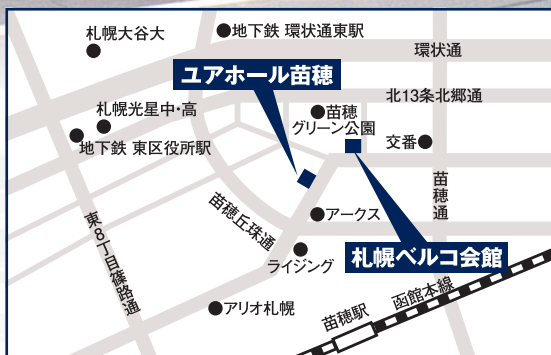 札幌大谷大
地下鉄 環状通東駅
環状通
ユアホール苗穂
北13条北郷通
札幌光星中・高
苗穂
グリーン公園
交番
地下鉄 東区役所駅
苗穂通
苗穂丘珠通
東8丁目篠路通
アークス
ライジング
札幌ベルコ会館
アリオ札幌
苗穂駅
函館本線